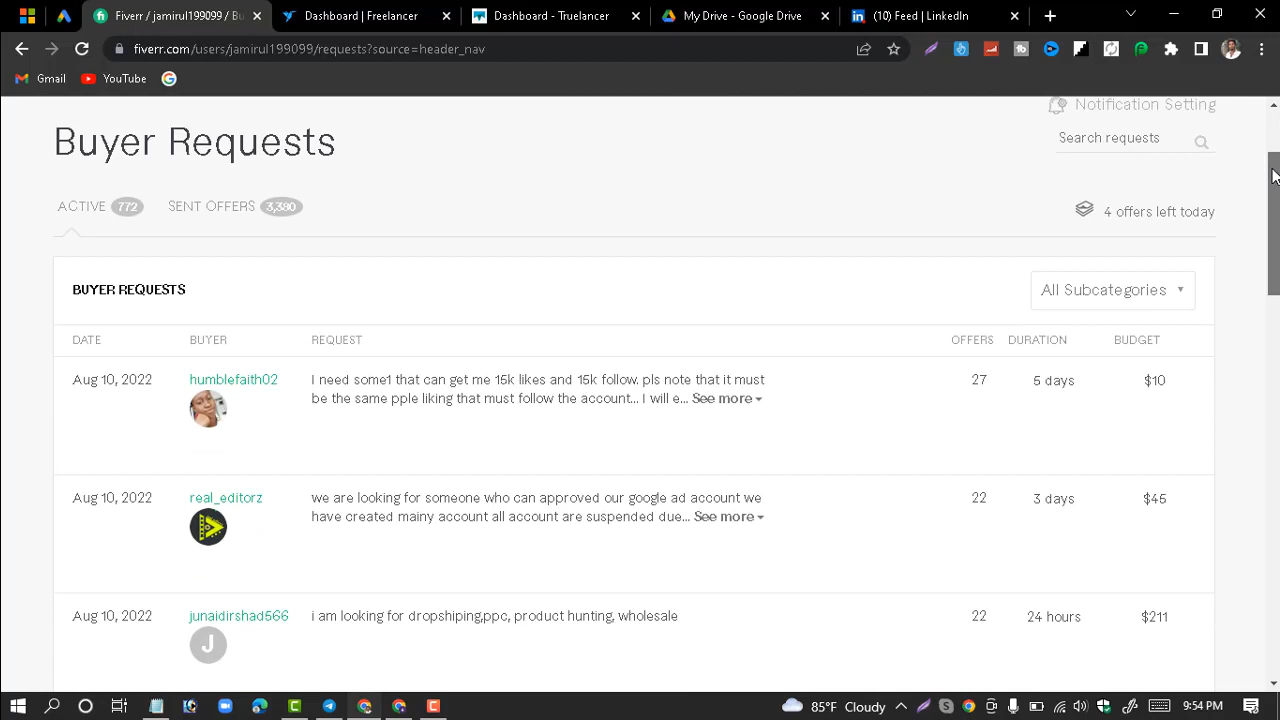 Fiverr / jamirul199099 / Bu
Dashboard | Freelancer
Dashboard - Truelancer
My Drive - Google Drive
(10) Feed | LinkedIn
fiverr.com/users/jamirul199099/requests?source=header_nav
Gmail
YouTube
Notification Setting
Buyer Requests
Search requests
ACTIVE 772 SENT OFFERS 3,380
4 offers left today
BUYER REQUESTS
All Subcategories
DATE BUYER REQUEST OFFERS DURATION BUDGET
Aug 10, 2022 humblefaith02 I need some1 that can get me 15k likes and 15k follow. pls note that it must 27 5 days $10
be the same pple liking that must follow the account... I will e... See more
Aug 10, 2022 real_editorz we are looking for someone who can approved our google ad account we 22 3 days $45
have created mainy account all account are suspended due... See more
Aug 10, 2022 junaidirshad566 i am looking for dropshiping,ppc, product hunting, wholesale 22 24 hours $211
J
85°F Cloudy
9:54 PM